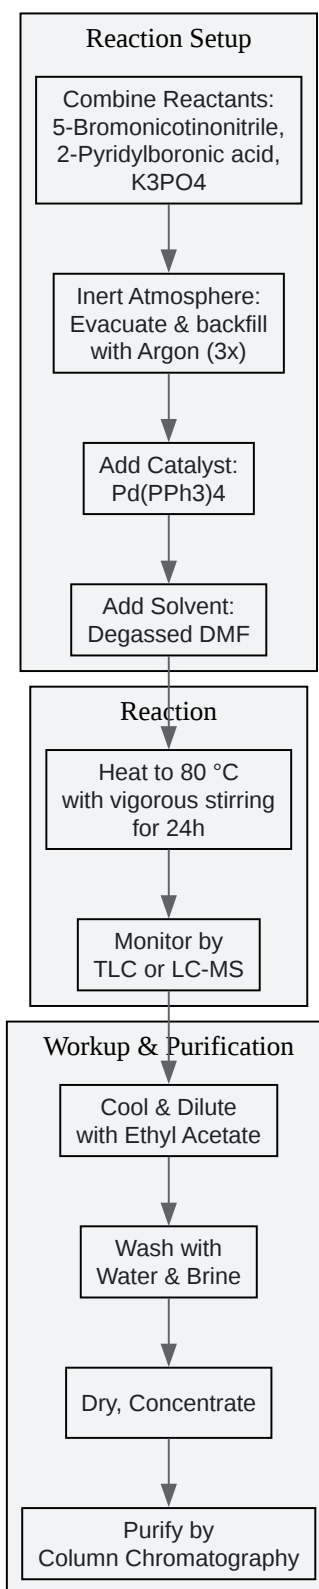 Reaction Setup
Combine Reactants:
5-Bromonicotinonitrile,
2-Pyridylboronic acid,
K3PO4
Inert Atmosphere:
Evacuate & backfill
with Argon (3x)
Add Catalyst:
Pd(PPh3)4
Add Solvent:
Degassed DMF
Reaction
Heat to 80 °C
with vigorous stirring
for 24h
Monitor by
TLC or LC-MS
Workup & Purification
Cool & Dilute
with Ethyl Acetate
Wash with
Water & Brine
Dry, Concentrate
Purify by
Column Chromatography